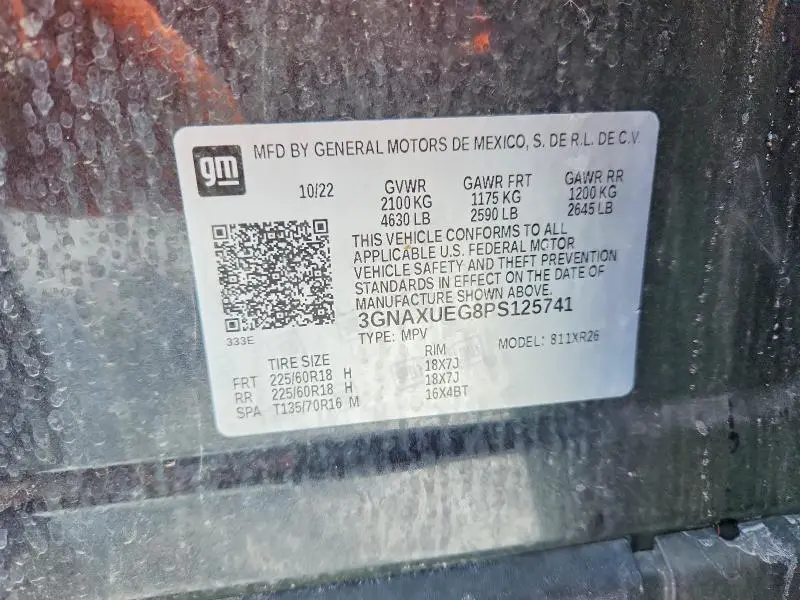 gm
MFD BY GENERAL MOTORS DE MEXICO, S. DE R.L. DE C.V.
10/22
GVWR GAWR FRT GAWR RR
2100 KG 1175 KG 1200 KG
4630 LB 2590 LB 2645 LB
THIS VEHICLE CONFORMS TO ALL
APPLICABLE U.S. FEDERAL MOTOR
VEHICLE SAFETY AND THEFT PREVENTION
STANDARDS IN EFFECT ON THE DATE OF
MANUFACTURE SHOWN ABOVE.
3GNAXUEG8PS125741
333E
TYPE: MPV MODEL: 811XR26
TIRE SIZE RIM
FRT 225/60R18 H 18X7J
RR 225/60R18 H 18X7J
SPA T135/70R16 M 16X4BT